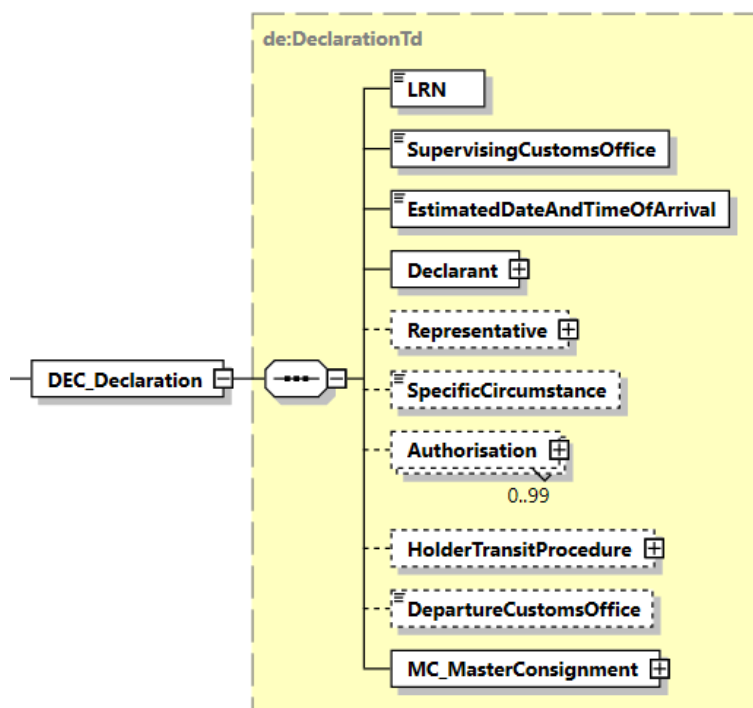 de:DeclarationTd
LRN
SupervisingCustomsOffice
EstimatedDateAndTimeOfArrival
Declarant
Representative
DEC_Declaration
SpecificCircumstance
Authorisation
0..99
HolderTransitProcedure
DepartureCustomsOffice
MC_MasterConsignment